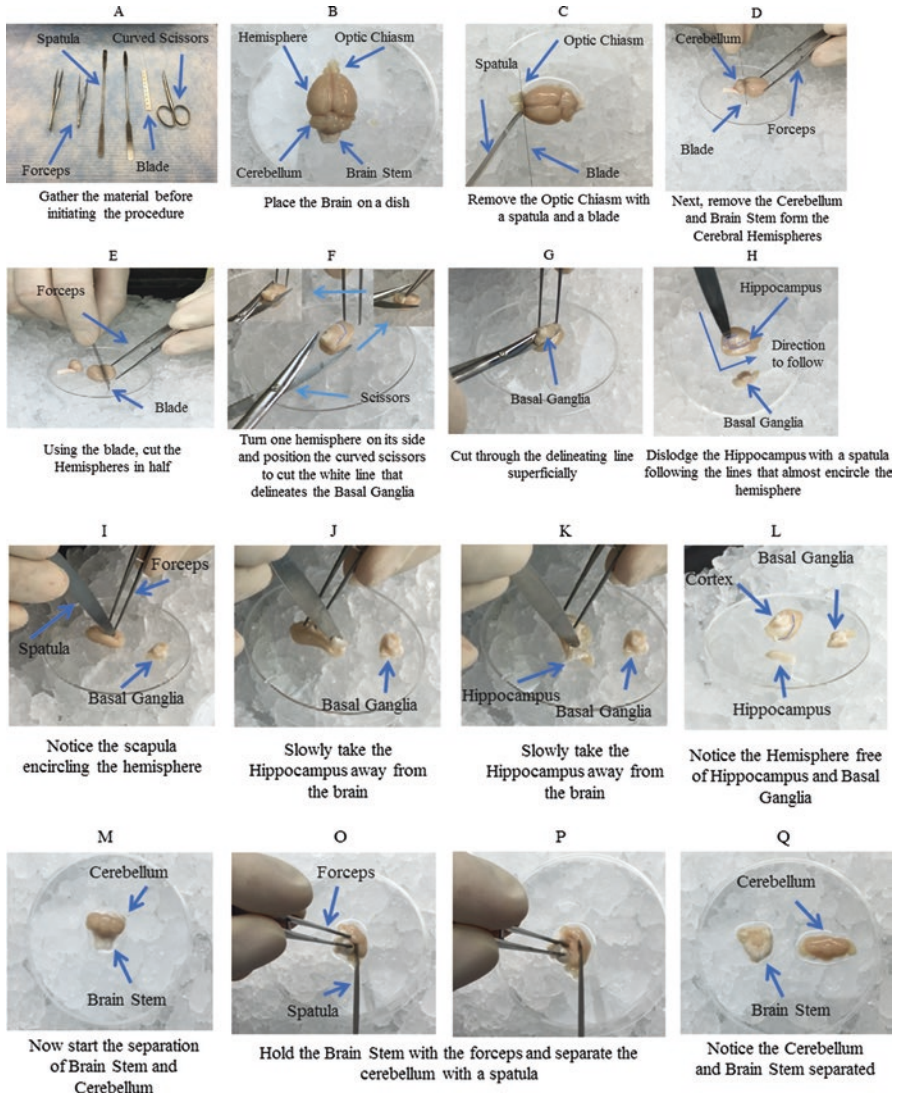 A
Spatula
Curved Scissors
Forceps
Blade
Gather the material before
initiating the procedure
B
Hemisphere
Optic Chiasm
Cerebellum
Brain Stem
Place the Brain on a dish
C
Optic Chiasm
Spatula
Blade
Remove the Optic Chiasm with
a spatula and a blade
D
Cerebellum
Blade
Forceps
Next, remove the Cerebellum
and Brain Stem form the
Cerebral Hemispheres
E
Forceps
Blade
Using the blade, cut the
Hemispheres in half
F
Scissors
Turn one hemisphere on its side
and position the curved scissors
to cut the white line that
delineates the Basal Ganglia
G
Basal Ganglia
Cut through the delineating line
superficially
H
Hippocampus
Direction
to follow
Basal Ganglia
Dislodge the Hippocampus with a spatula
following the lines that almost encircle the
hemisphere
I
Forceps
Spatula
Basal Ganglia
Notice the scapula
encircling the hemisphere
J
Basal Ganglia
Slowly take the
Hippocampus away from
the brain
K
Hippocampus
Basal Ganglia
Slowly take the
Hippocampus away from
the brain
L
Basal Ganglia
Cortex
Hippocampus
Notice the Hemisphere free
of Hippocampus and Basal
Ganglia
M
Cerebellum
Brain Stem
Now start the separation
of Brain Stem and
Cerebellum
O
Forceps
Spatula
P
Hold the Brain Stem with the forceps and separate the
cerebellum with a spatula
Q
Cerebellum
Brain Stem
Notice the Cerebellum
and Brain Stem separated